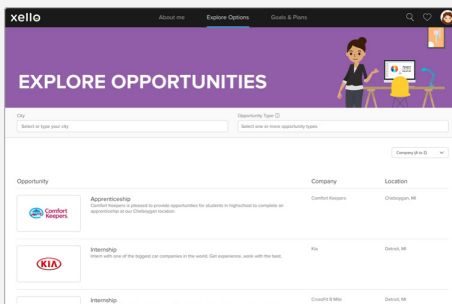 xello
About me
Explore Options
Goals & Plans
EXPLORE OPPORTUNITIES
City
Opportunity Type
Select or type your city
Select one or more opportunity types
Company (A to Z)
Opportunity
Company
Location
Comfort Keepers.
Apprenticeship
Comfort Keepers is pleased to provide opportunities for students in highschool to complete an
apprenticeship at our Cheboygan location.
Comfort Keepers
Cheboygan, MI
KIA
Internship
Intern with one of the biggest car companies in the world. Get experience, work with the best.
Kia
Detroit, MI
Internship
CrossFit 8 Mile
Detroit, MI